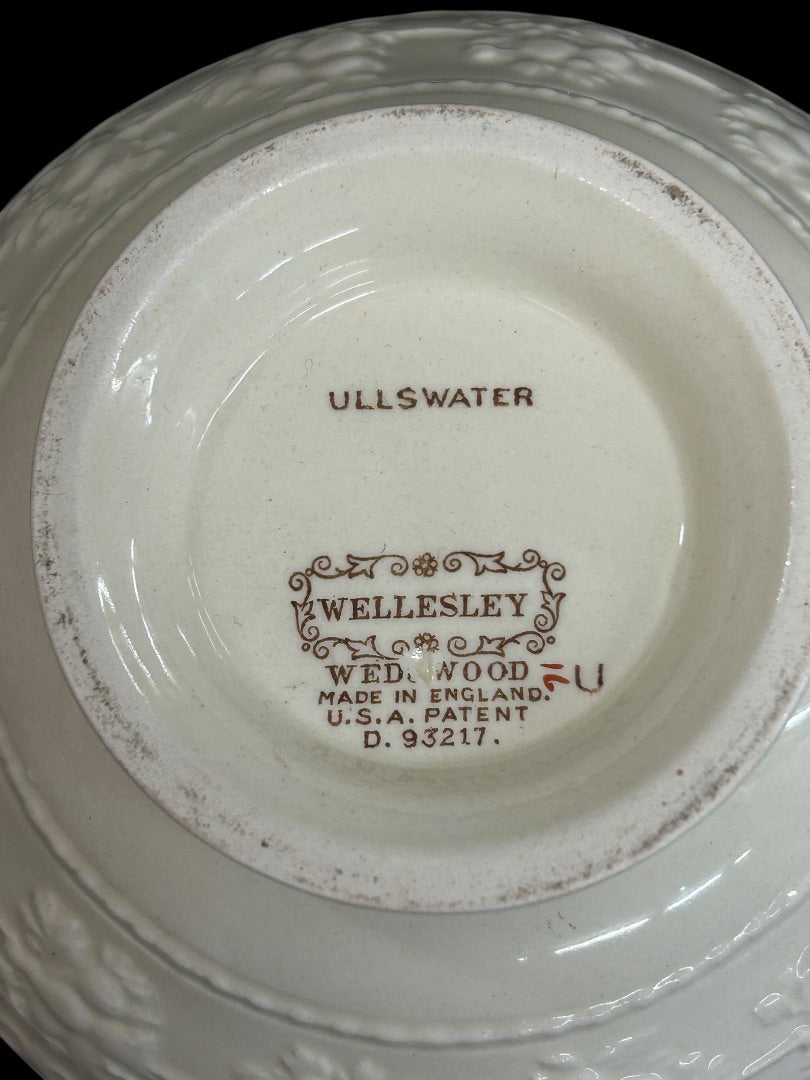 ULLSWATER
WELLESLEY
WEDGWOOD
MADE IN ENGLAND.
U.S.A. PATENT
D. 93217.
U